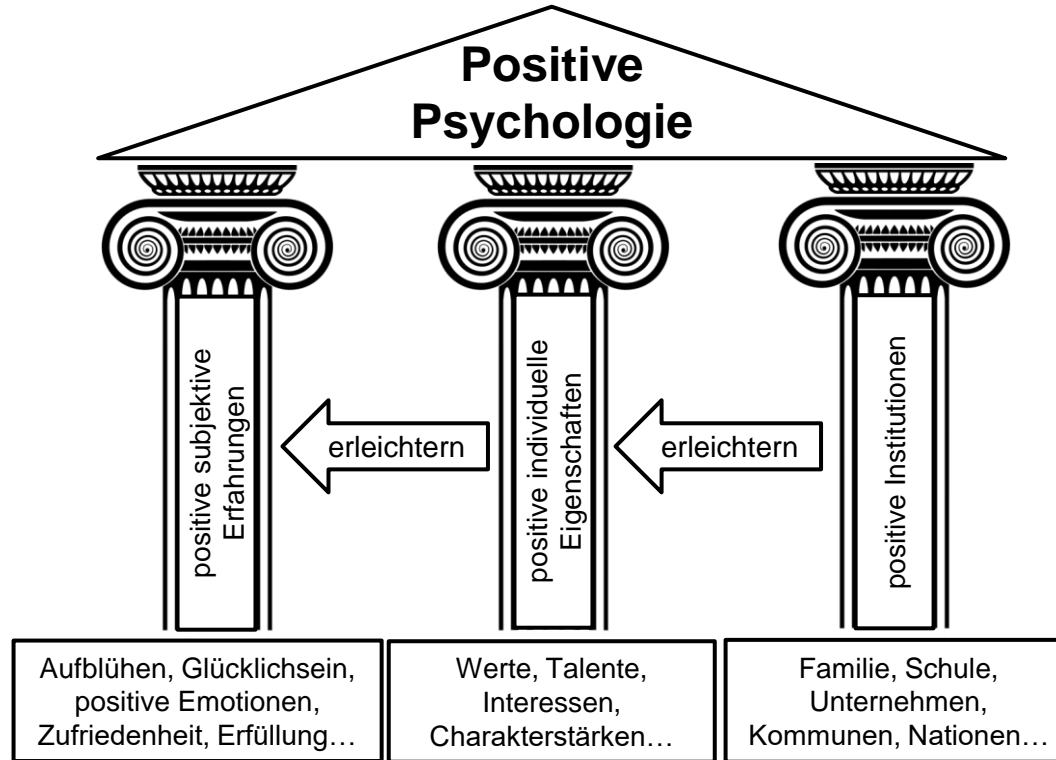 Positive
Psychologie
positive subjektive
Erfahrungen
erleichtern
positive individuelle
Eigenschaften
erleichtern
positive Institutionen
Aufblühen, Glücklichsein,
positive Emotionen,
Zufriedenheit, Erfüllung…
Werte, Talente,
Interessen,
Charakterstärken…
Familie, Schule,
Unternehmen,
Kommunen, Nationen…